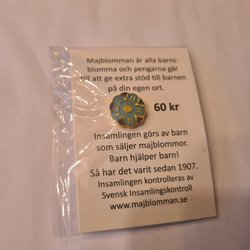 Majblomman är alla barns
blomma och pengarna går
till att ge extra stöd till barnen
på din egen ort.
60 kr
Insamlingen görs av barn
som säljer majblommor.
Barn hjälper barn!
Så har det varit sedan 1907.
Insamlingen kontrolleras av
Svensk Insamlingskontroll
www.majblomman.se